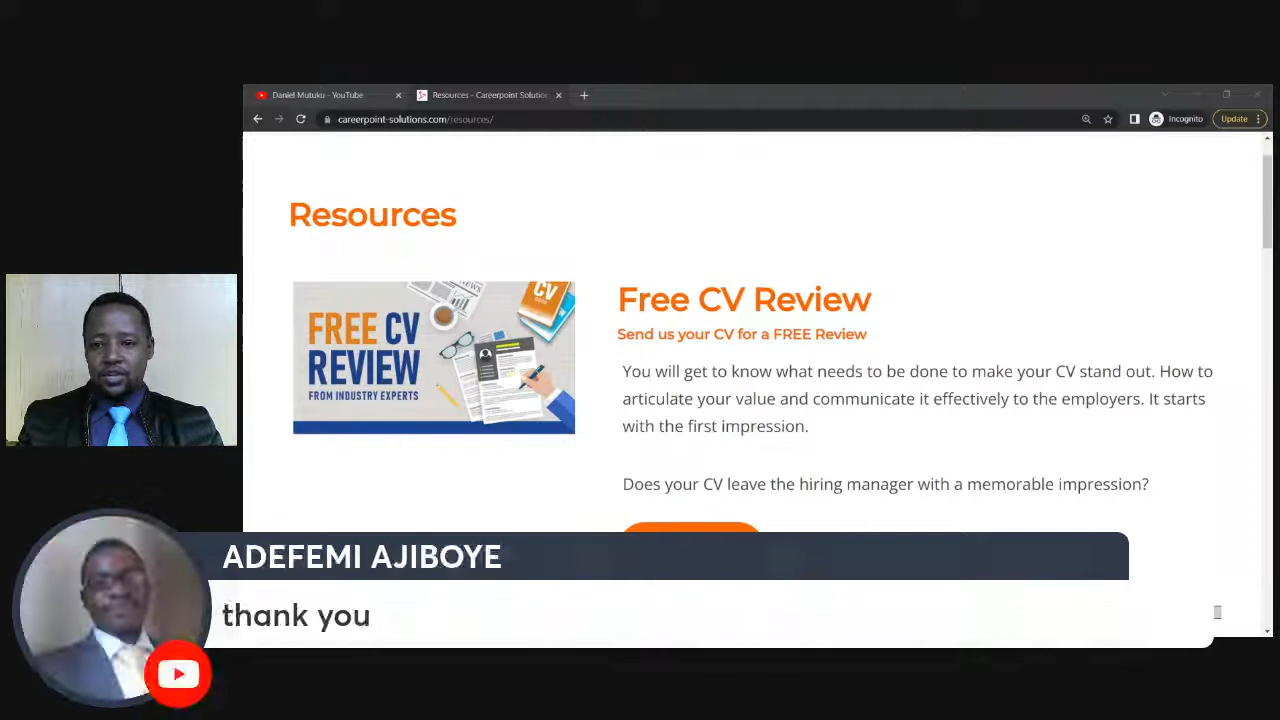 Daniel Mutuku - YouTube
Resources - Careerpoint Solution
careerpoint-solutions.com/resources/
Incognito
Update
Resources
FREE CV
REVIEW
FROM INDUSTRY EXPERTS
NEWS
CV
Free CV Review
Send us your CV for a FREE Review
You will get to know what needs to be done to make your CV stand out. How to
articulate your value and communicate it effectively to the employers. It starts
with the first impression.
Does your CV leave the hiring manager with a memorable impression?
ADEFEMI AJIBOYE
thank you